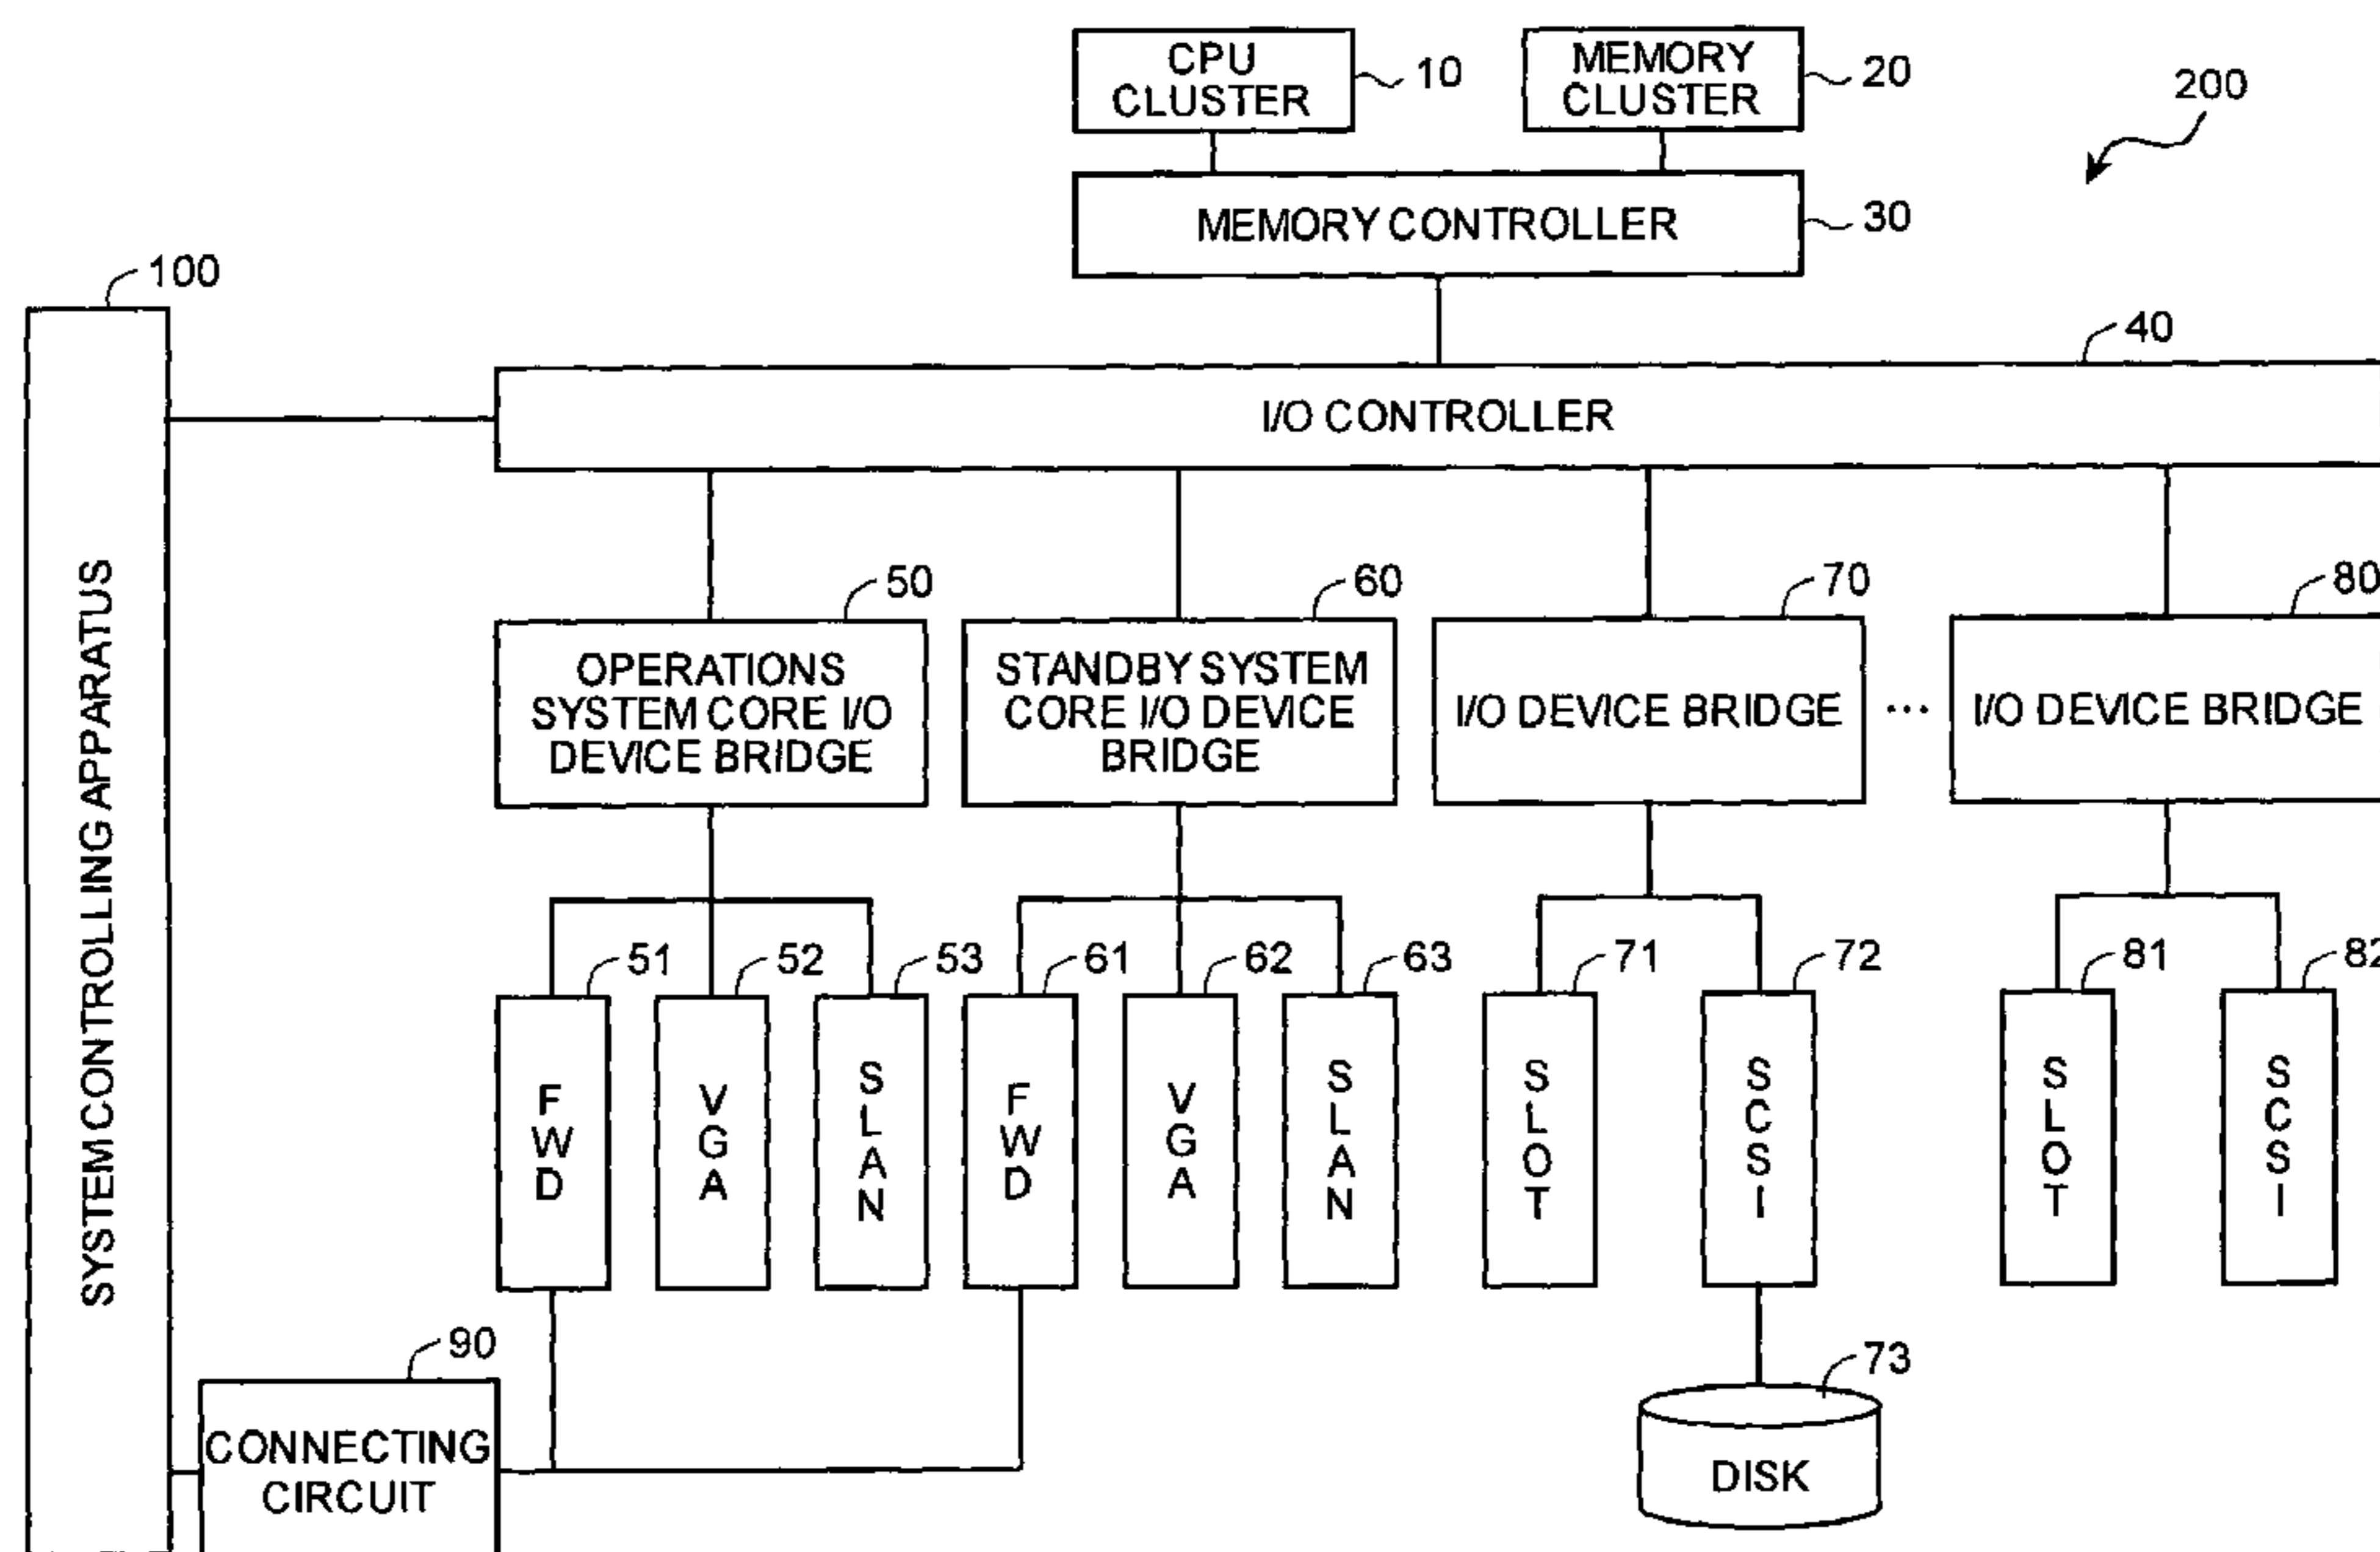 CPU
CLUSTER
10
MEMORY
CLUSTER
20
200
MEMORY CONTROLLER
30
100
40
I/O CONTROLLER
SYSTEM CONTROLLING APPARATUS
50
60
70
80
OPERATIONS
SYSTEM CORE I/O
DEVICE BRIDGE
STANDBY SYSTEM
CORE I/O DEVICE
BRIDGE
I/O DEVICE BRIDGE
...
I/O DEVICE BRIDGE
51
52
53
61
62
63
71
72
81
82
FWD
VGA
SLAN
FWD
VGA
SLAN
SLOT
SCSI
SLOT
SCSI
90
73
CONNECTING
CIRCUIT
DISK